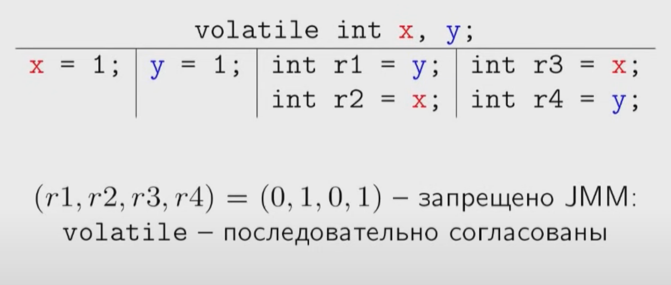 volatile int x, y;
x = 1; y = 1; int r1 = y; int r3 = x;
int r2 = x; int r4 = y;
(r1, r2, r3, r4) = (0, 1, 0, 1) – запрещено JMM:
volatile – последовательно согласованы